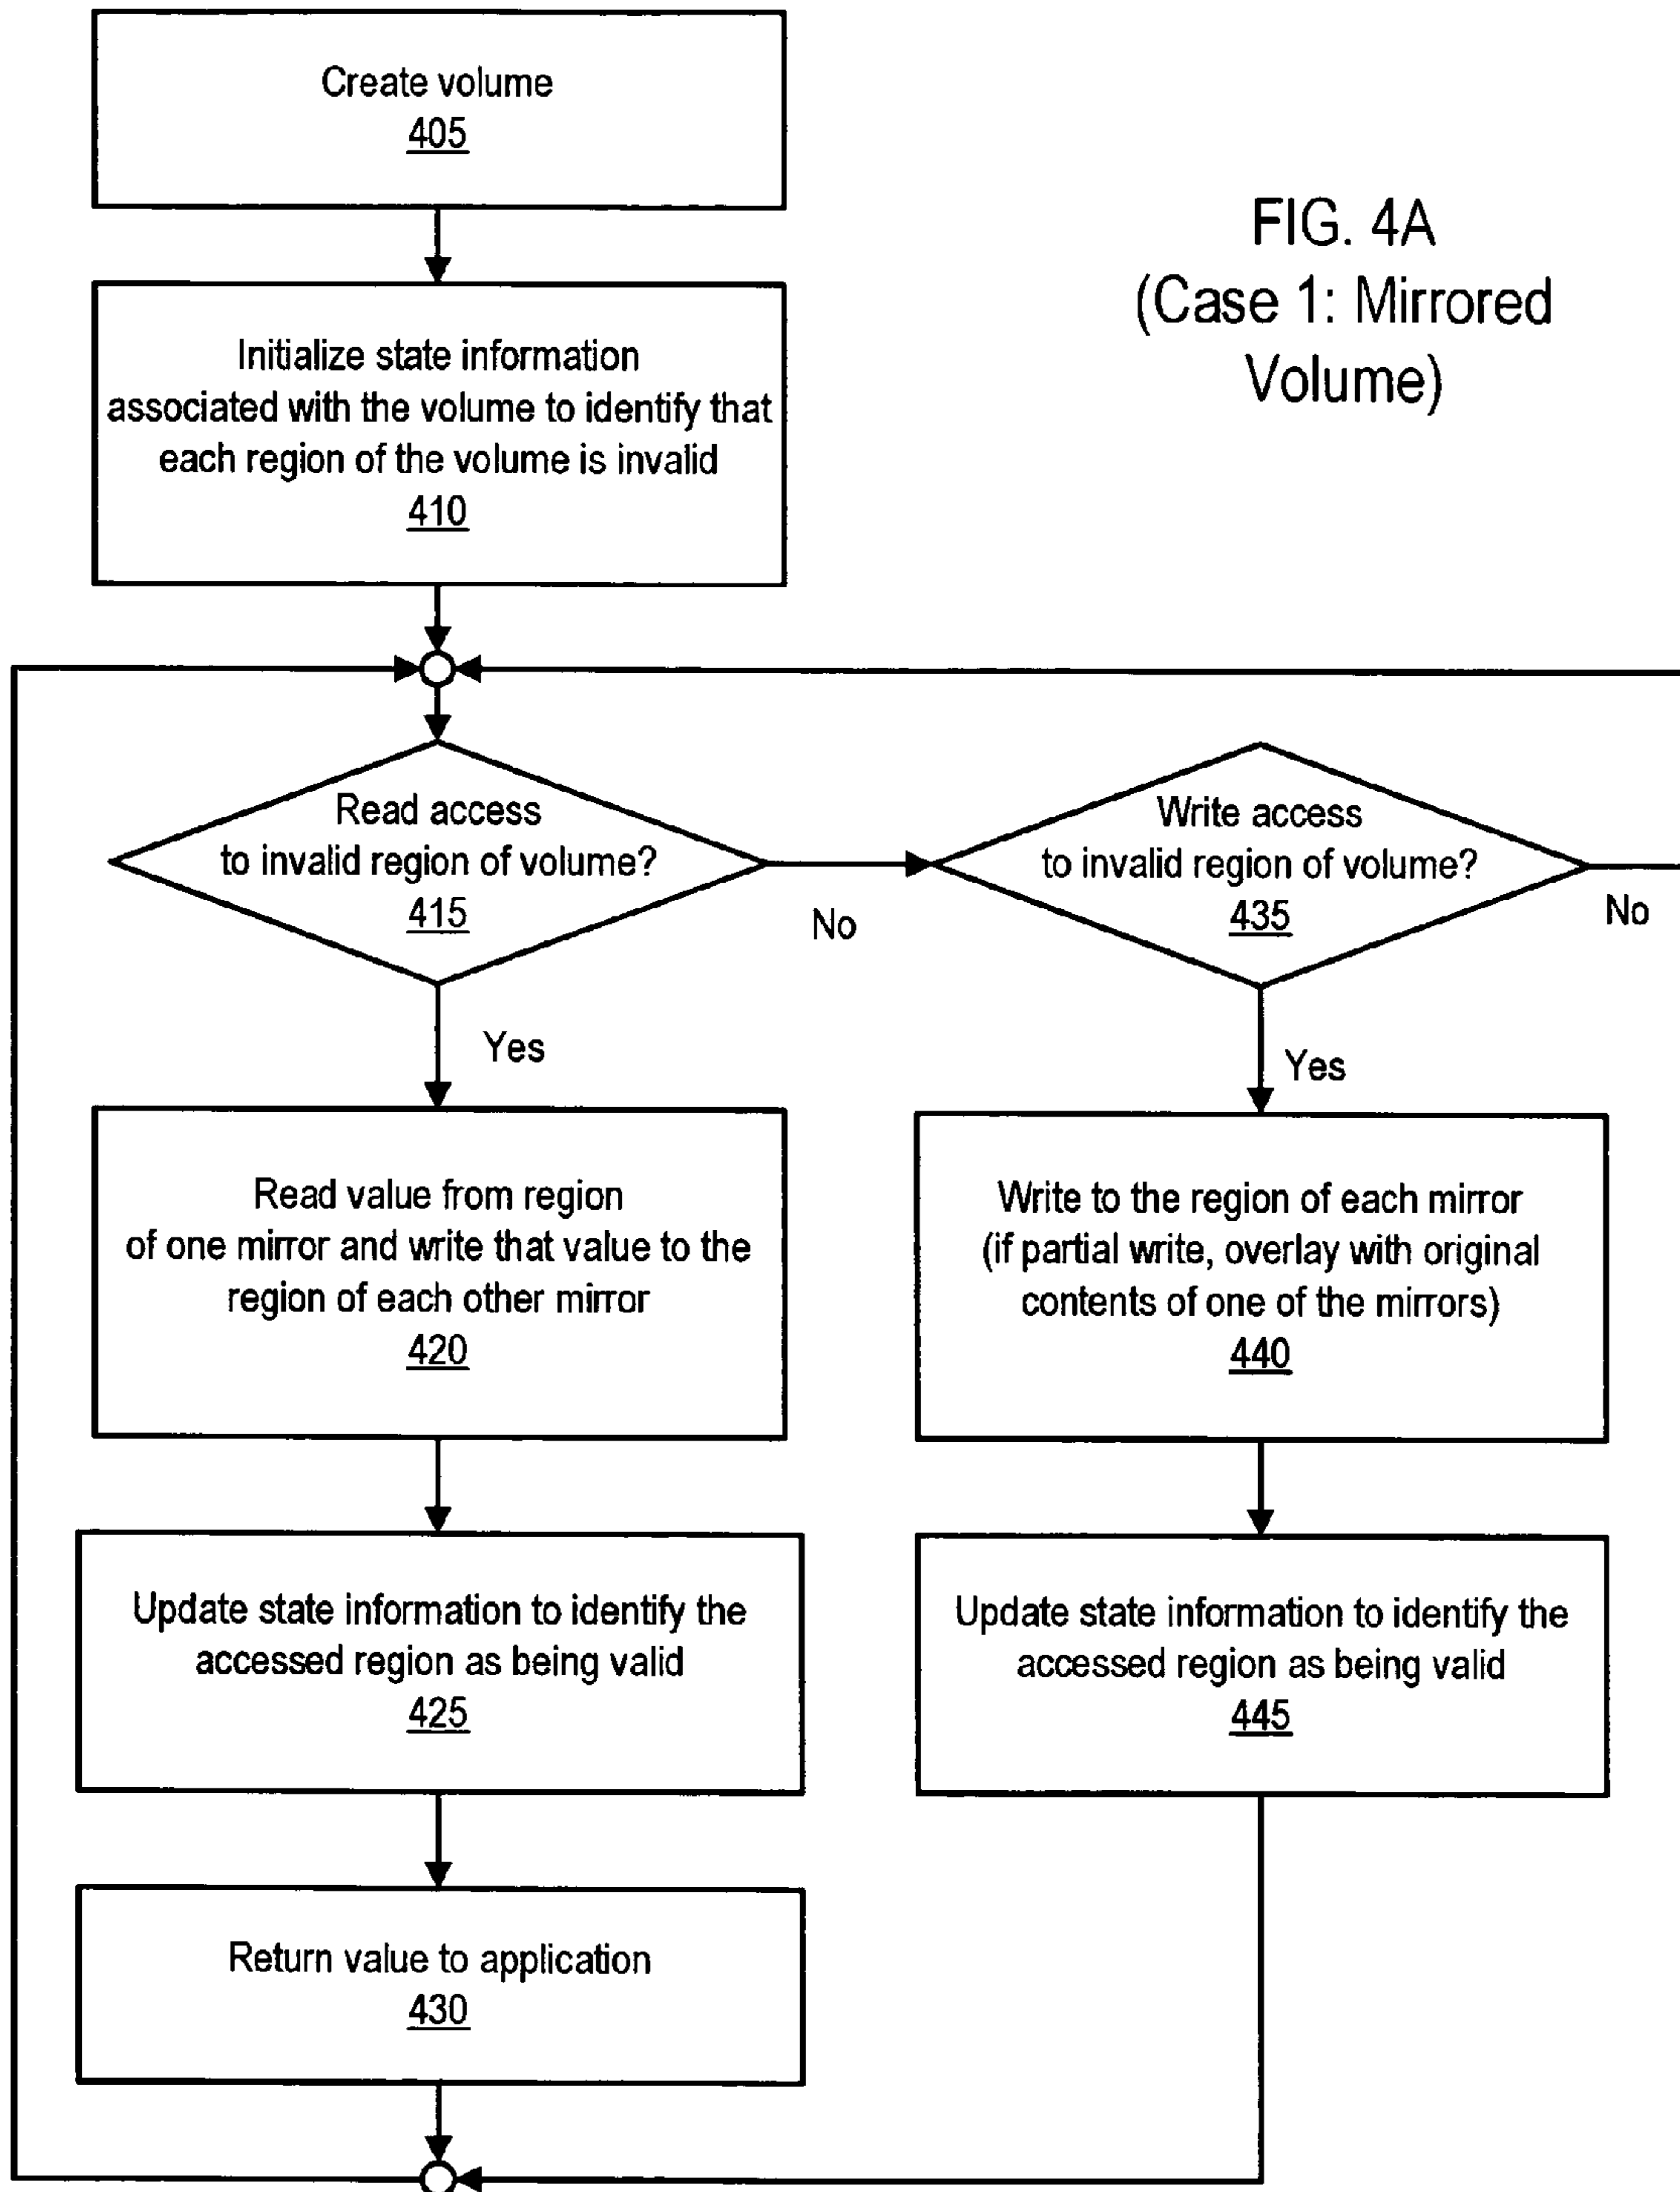 Create volume
405
FIG. 4A
(Case 1: Mirrored
Volume)
Initialize state information
associated with the volume to identify that
each region of the volume is invalid
410
Read access
to invalid region of volume?
415
No
Write access
to invalid region of volume?
435
No
Yes
Yes
Read value from region
of one mirror and write that value to the
region of each other mirror
420
Write to the region of each mirror
(if partial write, overlay with original
contents of one of the mirrors)
440
Update state information to identify the
accessed region as being valid
425
Update state information to identify the
accessed region as being valid
445
Return value to application
430